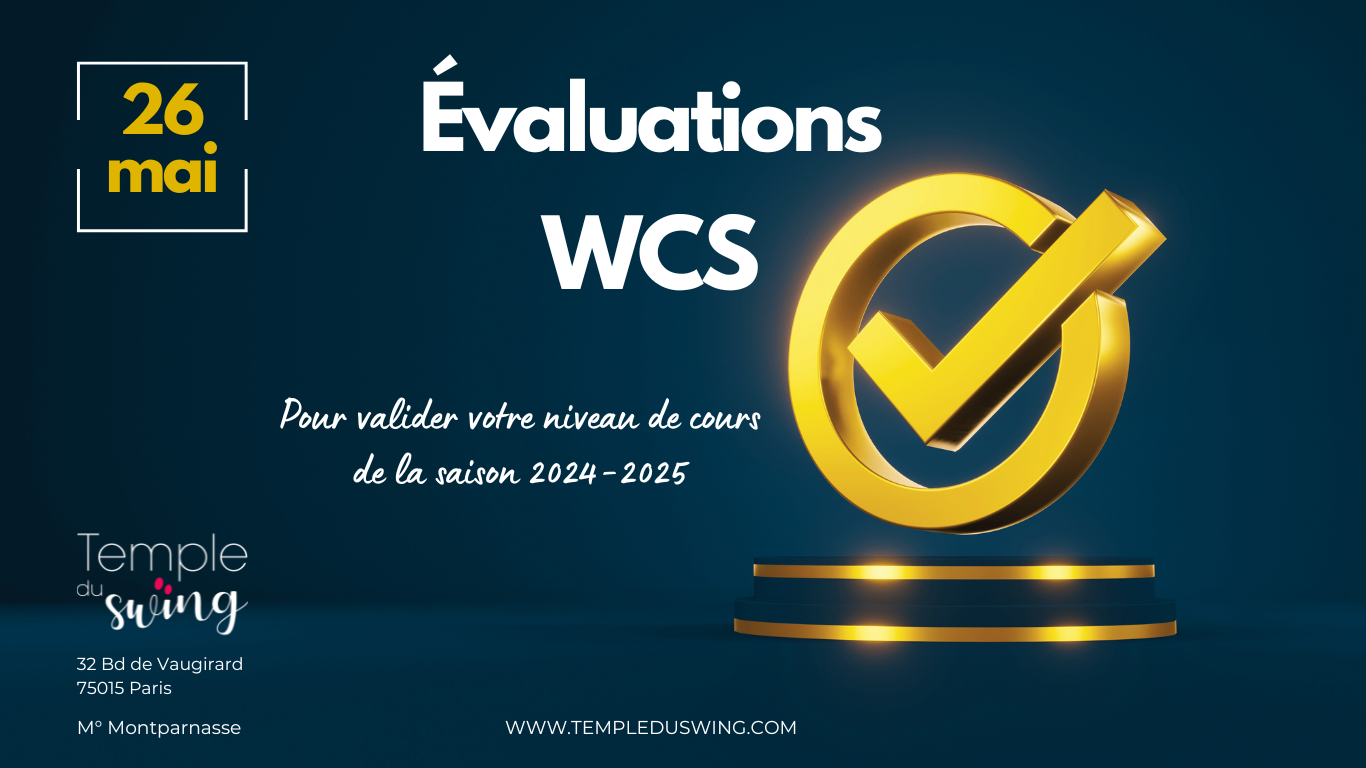 26
mai
Évaluations
WCS
Pour valider votre niveau de cours
de la saison 2024-2025
Temple
du swing
32 Bd de Vaugirard
75015 Paris
M° Montparnasse
WWW.TEMPLEDUSWING.COM